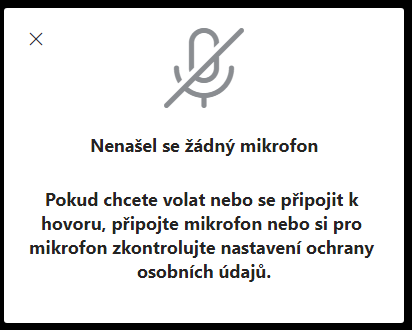 Nenašel se žádný mikrofon
Pokud chcete volat nebo se připojit k
hovoru, připojte mikrofon nebo si pro
mikrofon zkontrolujte nastavení ochrany
osobních údajů.